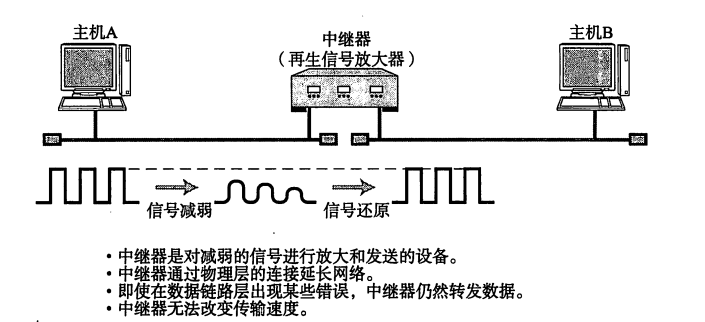 主机A
中继器
（再生信号放大器）
主机B
信号减弱
信号还原
・中继器是对减弱的信号进行放大和发送的设备。
・中继器通过物理层的连接延长网络。
・即使在数据链路层出现某些错误，中继器仍然转发数据。
・中继器无法改变传输速度。